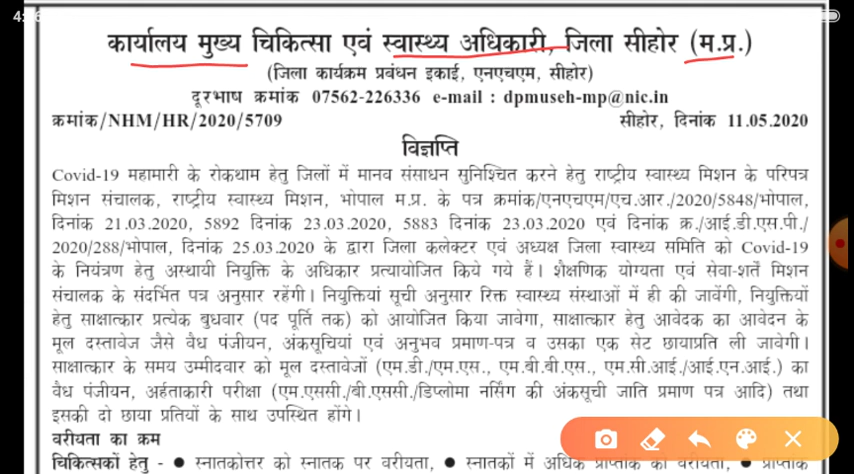 कार्यालय मुख्य चिकित्सा एवं स्वास्थ्य अधिकारी, जिला सीहोर (म.प्र.)
(जिला कार्यक्रम प्रबंधन इकाई, एनएचएम, सीहोर)
दूरभाष क्रमांक 07562-226336 e-mail : dpmuseh-mp@nic.in
क्रमांक/NHM/HR/2020/5709 सीहोर, दिनांक 11.05.2020
विज्ञप्ति
Covid-19 महामारी के रोकथाम हेतु जिलों में मानव संसाधन सुनिश्चित करने हेतु राष्ट्रीय स्वास्थ्य मिशन के परिपत्र
मिशन संचालक, राष्ट्रीय स्वास्थ्य मिशन, भोपाल म.प्र. के पत्र क्रमांक/एनएचएम/एच.आर./2020/5848/भोपाल,
दिनांक 21.03.2020, 5892 दिनांक 23.03.2020, 5883 दिनांक 23.03.2020 एवं दिनांक क्र./आई.डी.एस.पी./
2020/288/भोपाल, दिनांक 25.03.2020 के द्वारा जिला कलेक्टर एवं अध्यक्ष जिला स्वास्थ्य समिति को Covid-19
के नियंत्रण हेतु अस्थायी नियुक्ति के अधिकार प्रत्यायोजित किये गये हैं। शैक्षणिक योग्यता एवं सेवा-शर्तें मिशन
संचालक के संदर्भित पत्र अनुसार रहेंगी। नियुक्तियां सूची अनुसार रिक्त स्वास्थ्य संस्थाओं में ही की जावेंगी, नियुक्तियों
हेतु साक्षात्कार प्रत्येक बुधवार (पद पूर्ति तक) को आयोजित किया जावेगा, साक्षात्कार हेतु आवेदक का आवेदन के
मूल दस्तावेज जैसे वैध पंजीयन, अंकसूचियां एवं अनुभव प्रमाण-पत्र व उसका एक सेट छायाप्रति ली जावेगी।
साक्षात्कार के समय उम्मीदवार को मूल दस्तावेजों (एम.डी./एम.एस., एम.बी.बी.एस., एम.सी.आई./आई.एन.आई.) का
वैध पंजीयन, अर्हताकारी परीक्षा (एम.एससी./बी.एससी./डिप्लोमा नर्सिंग की अंकसूची जाति प्रमाण पत्र आदि) तथा
इसकी दो छाया प्रतियों के साथ उपस्थित होंगे।
वरीयता का क्रम
चिकित्सकों हेतु - ● स्नातकोत्तर को स्नातक पर वरीयता, ● स्नातकों में अधिक प्राप्तांक को वरीयता, ● प्राप्तांक